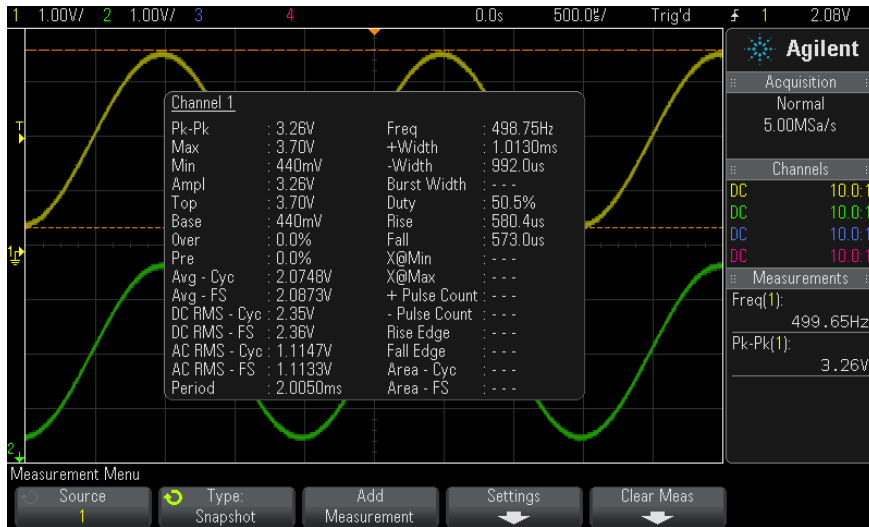 1 1.00V/ 2 1.00V/ 3 4 0.0s 500.0µs/ Trig'd 1 2.08V
Agilent
Acquisition
Normal
5.00MSa/s
Channels
DC 10.0:1
DC 10.0:1
DC 10.0:1
DC 10.0:1
Measurements
Freq(1):
499.65Hz
Pk-Pk(1):
3.26V
T
1
2
Channel 1
Pk-Pk : 3.26V Freq : 498.75Hz
Max : 3.70V +Width : 1.0130ms
Min : 440mV -Width : 992.0us
Ampl : 3.26V Burst Width : - - -
Top : 3.70V Duty : 50.5%
Base : 440mV Rise : 580.4us
Over : 0.0% Fall : 573.0us
Pre : 0.0% X@Min : - - -
Avg - Cyc : 2.0748V X@Max : - - -
Avg - FS : 2.0873V + Pulse Count : - - -
DC RMS - Cyc : 2.35V - Pulse Count : - - -
DC RMS - FS : 2.36V Rise Edge : - - -
AC RMS - Cyc : 1.1147V Fall Edge : - - -
AC RMS - FS : 1.1133V Area - Cyc : - - -
Period : 2.0050ms Area - FS : - - -
Measurement Menu
Source
1
Type:
Snapshot
Add
Measurement
Settings
Clear Meas